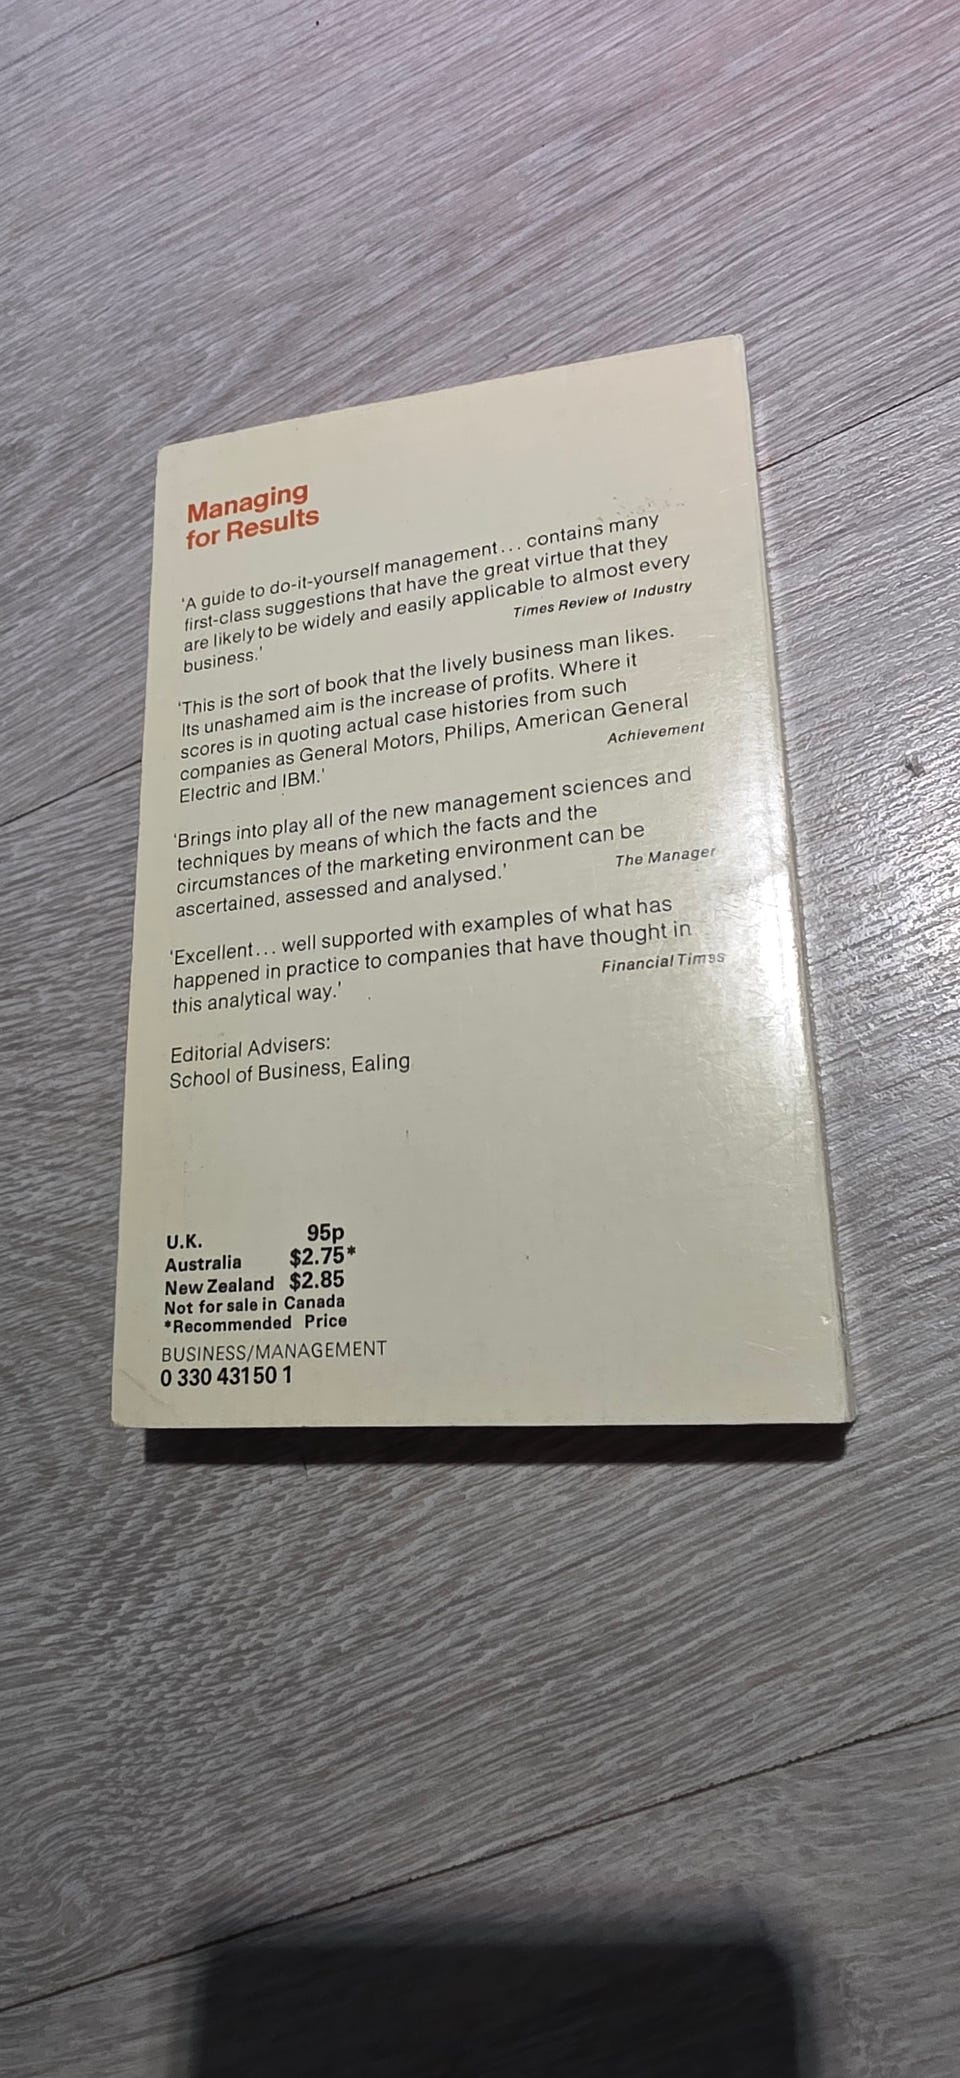 Managing
for Results
'A guide to do-it-yourself management... contains many
first-class suggestions that have the great virtue that they
are likely to be widely and easily applicable to almost every
business.'
Times Review of Industry
'This is the sort of book that the lively business man likes.
Its unashamed aim is the increase of profits. Where it
scores is in quoting actual case histories from such
companies as General Motors, Philips, American General
Electric and IBM.'
Achievement
'Brings into play all of the new management sciences and
techniques by means of which the facts and the
circumstances of the marketing environment can be
ascertained, assessed and analysed.'
The Manager
'Excellent... well supported with examples of what has
happened in practice to companies that have thought in
this analytical way.'
Financial Times
Editorial Advisers:
School of Business, Ealing
U.K. 95p
Australia $2.75*
New Zealand $2.85
Not for sale in Canada
*Recommended Price
BUSINESS/MANAGEMENT
0 330 43150 1